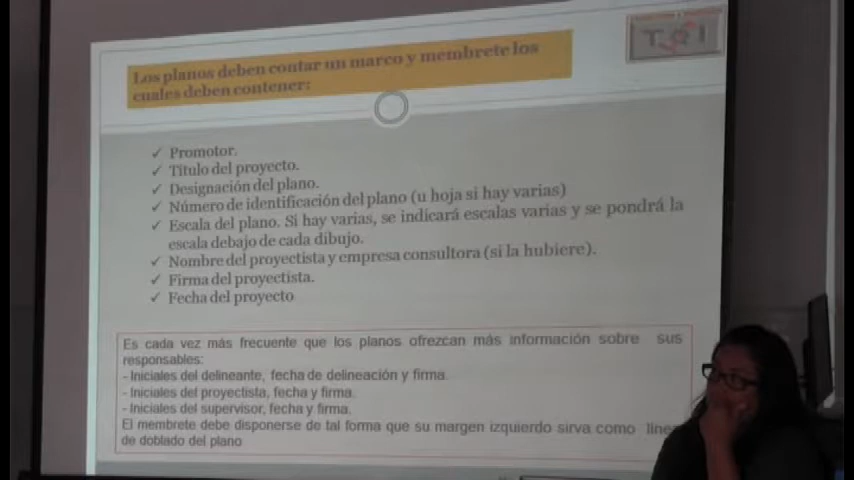 Los planos deben contar un marco y membrete los
cuales deben contener:
✓ Promotor.
✓ Título del proyecto.
✓ Designación del plano.
✓ Número de identificación del plano (u hoja si hay varias)
✓ Escala del plano. Si hay varias, se indicará escalas varias y se pondrá la
escala debajo de cada dibujo.
✓ Nombre del proyectista y empresa consultora (si la hubiere).
✓ Firma del proyectista.
✓ Fecha del proyecto
Es cada vez más frecuente que los planos ofrezcan más información sobre sus
responsables:
- Iniciales del delineante, fecha de delineación y firma.
- Iniciales del proyectista, fecha y firma.
- Iniciales del supervisor, fecha y firma.
El membrete debe disponerse de tal forma que su margen izquierdo sirva como
de doblado del plano